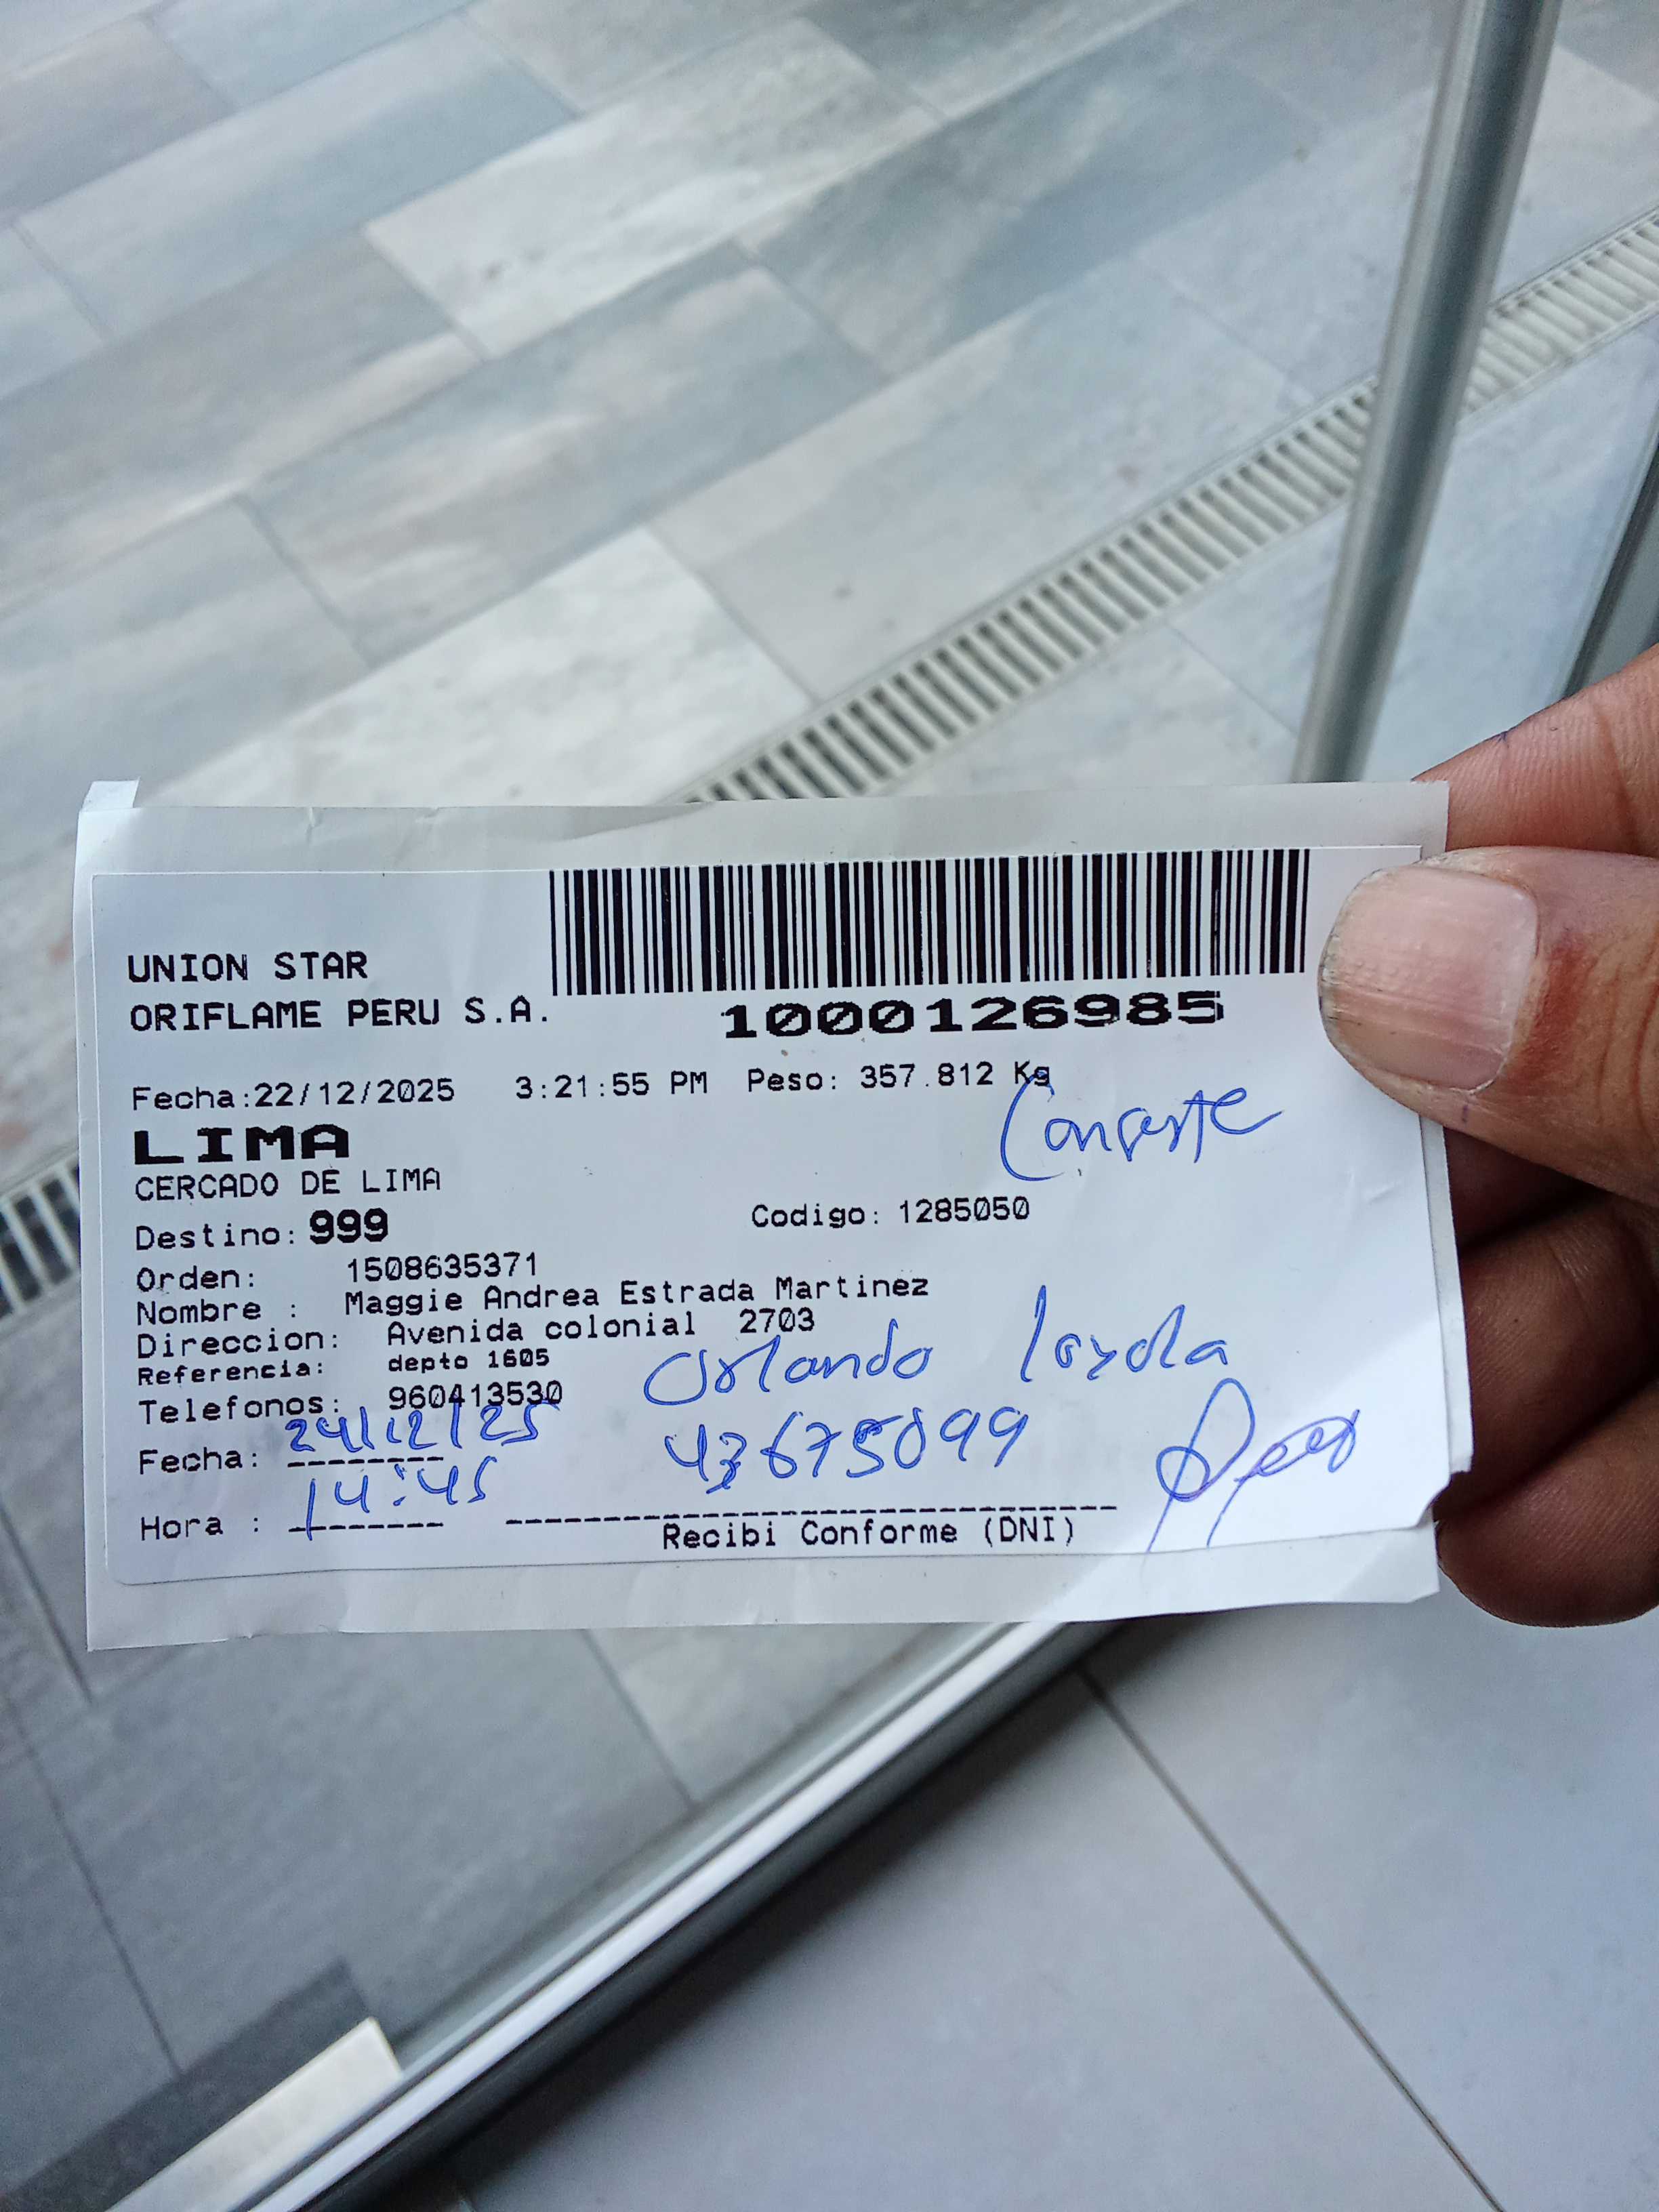 UNION STAR
ORIFLAME PERU S.A.
1000126985
Fecha:22/12/2025 3:21:55 PM Peso: 357.812 Kg
LIMA
CERCADO DE LIMA
Destino: 999 Codigo: 1285050
Orden: 1508635371
Nombre : Maggie Andrea Estrada Martinez
Direccion: Avenida colonial 2703
Referencia: depto 1605
Orlando loyola
Telefonos: 960413530
Fecha: 24/12/25
43675099
Hora : 14:45
Recibi Conforme (DNI)